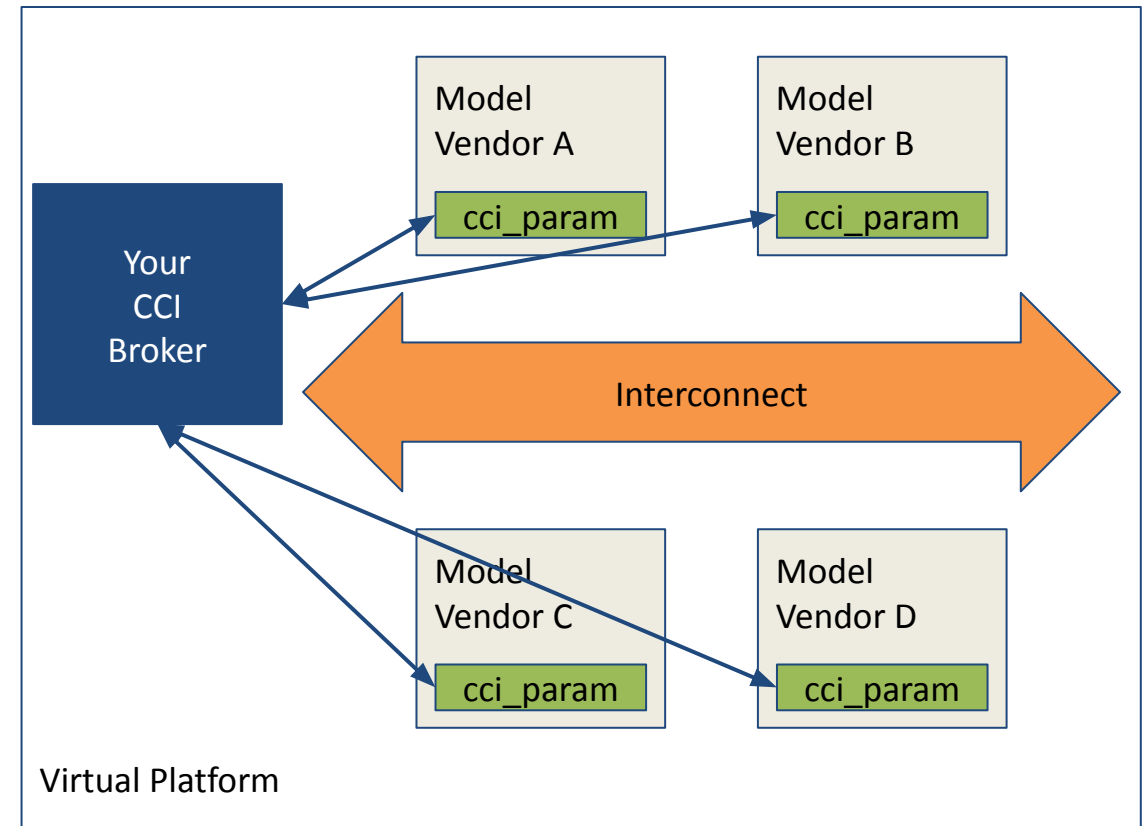 Model
Vendor A
cci_param
Model
Vendor B
cci_param
Your
CCI
Broker
Interconnect
Model
Vendor C
cci_param
Model
Vendor D
cci_param
Virtual Platform